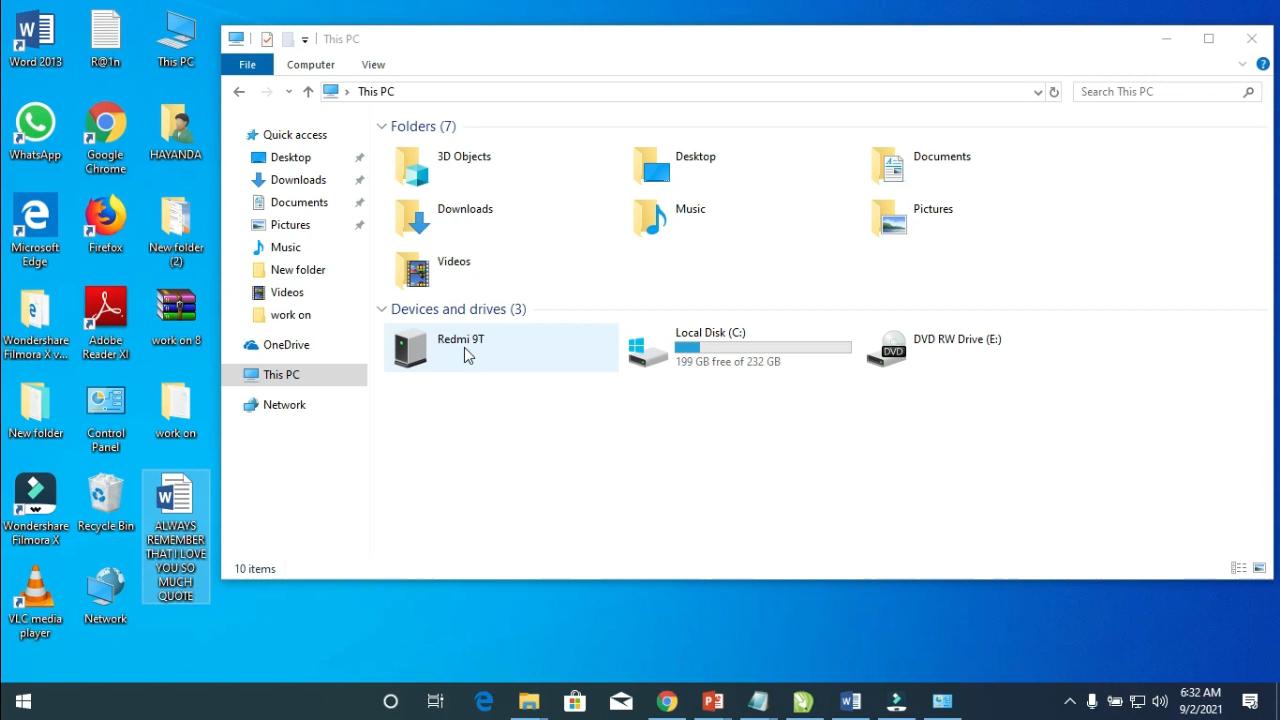 Word 2013
R@1n
This PC
WhatsApp
Google
Chrome
HAYANDA
Microsoft
Edge
Firefox
New folder
(2)
Wondershare
Filmora X v...
Adobe
Reader XI
work on 8
New folder
Control
Panel
work on
Wondershare
Filmora X
Recycle Bin
ALWAYS
REMEMBER
THAT I LOVE
YOU SO
MUCH
QUOTE
VLC media
player
Network
This PC
File
Computer
View
This PC
Search This PC
Quick access
Desktop
Downloads
Documents
Pictures
Music
New folder
Videos
work on
OneDrive
This PC
Network
Folders (7)
3D Objects
Desktop
Documents
Downloads
Music
Pictures
Videos
Devices and drives (3)
Redmi 9T
Local Disk (C:)
199 GB free of 232 GB
DVD
DVD RW Drive (E:)
10 items
6:32 AM
9/2/2021